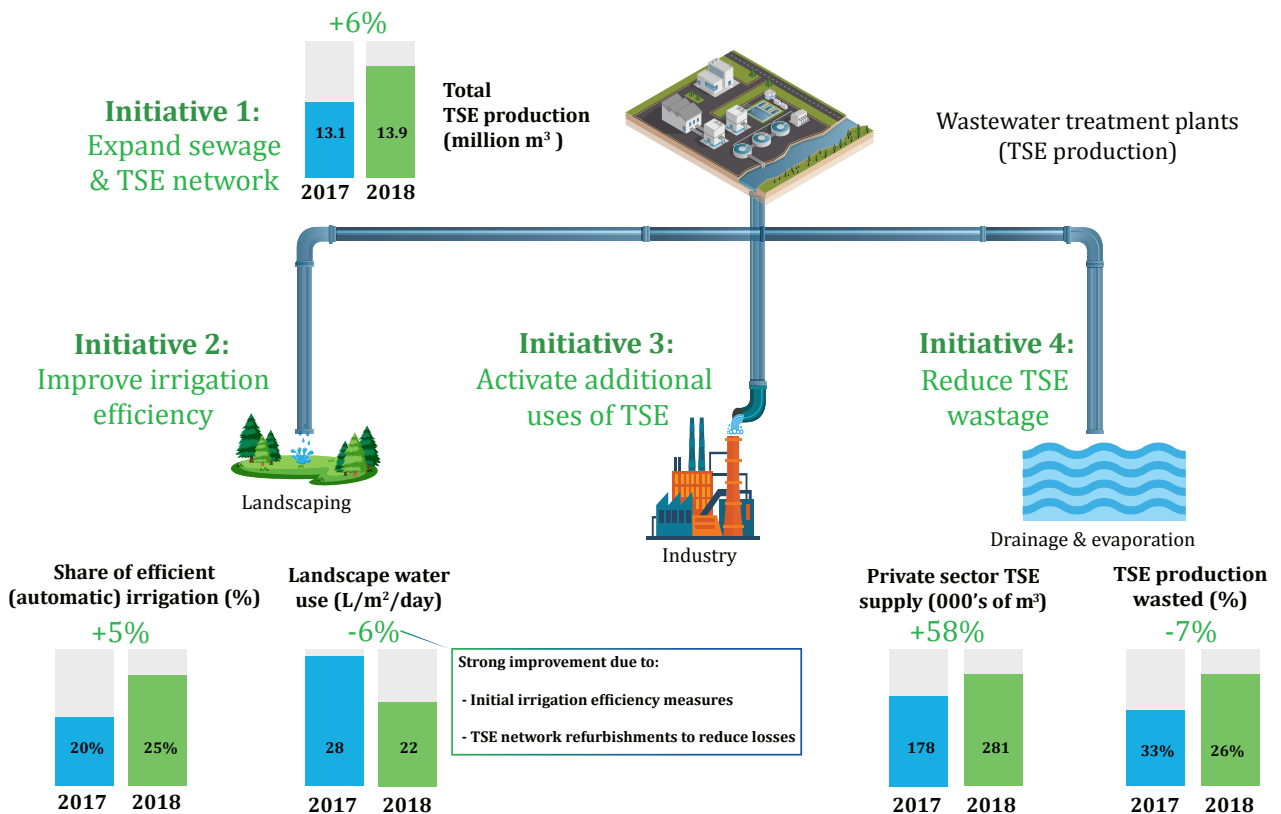 +6%
Initiative 1:
Expand sewage
& TSE network
13.1
13.9
2017
2018
Total
TSE production
(million m³ )
Wastewater treatment plants
(TSE production)
Initiative 2:
Improve irrigation
efficiency
Landscaping
Initiative 3:
Activate additional
uses of TSE
Industry
Initiative 4:
Reduce TSE
wastage
Drainage & evaporation
Share of efficient
(automatic) irrigation (%)
+5%
20%
25%
2017
2018
Landscape water
use (L/m²/day)
-6%
28
22
2017
2018
Strong improvement due to:
- Initial irrigation efficiency measures
- TSE network refurbishments to reduce losses
Private sector TSE
supply (000’s of m³)
+58%
178
281
2017
2018
TSE production
wasted (%)
-7%
33%
26%
2017
2018